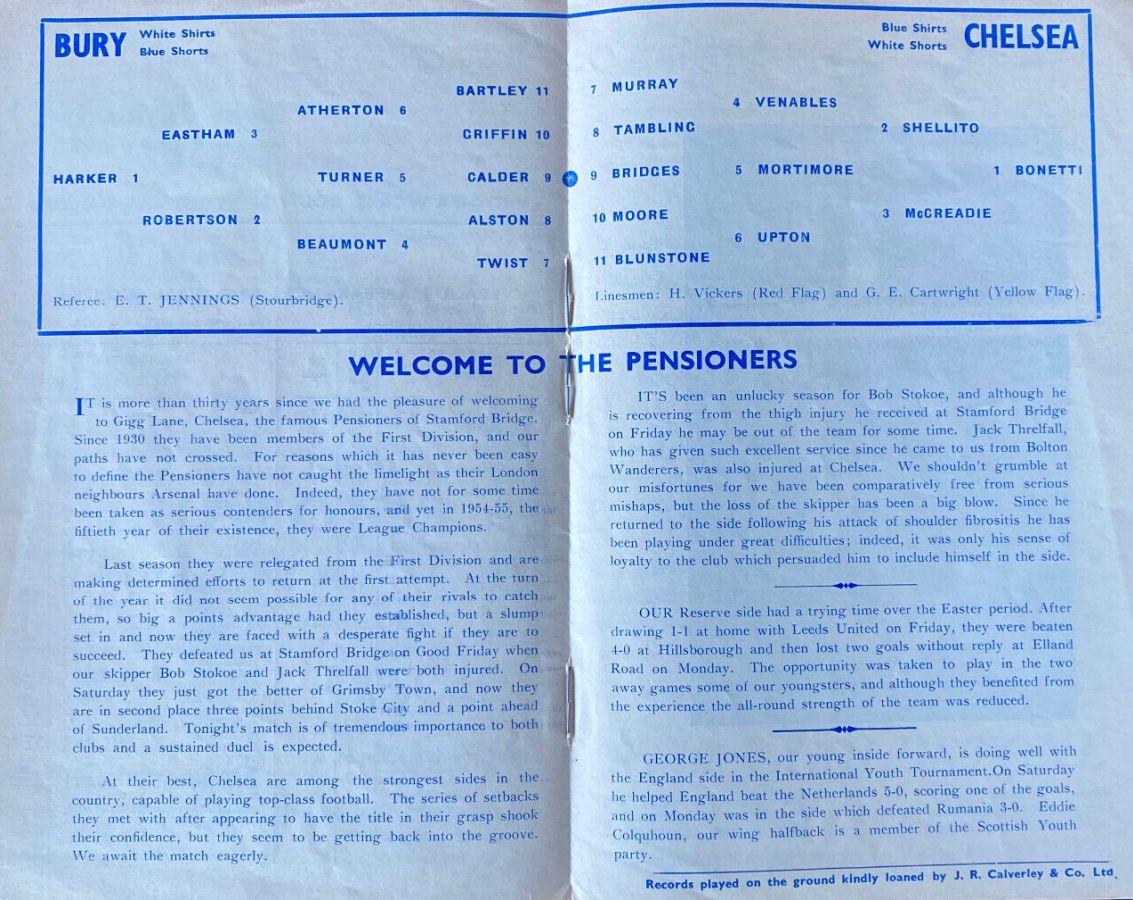 BURY White Shirts
Blue Shorts
BARTLEY 11
ATHERTON 6
EASTHAM 3
GRIFFIN 10
HARKER 1
TURNER 5
CALDER 9
ROBERTSON 2
ALSTON 8
BEAUMONT 4
TWIST 7
Referee: E. T. JENNINGS (Stourbridge).
Blue Shirts
White Shorts CHELSEA
7 MURRAY
4 VENABLES
8 TAMBLING
2 SHELLITO
9 BRIDGES
5 MORTIMORE
1 BONETTI
10 MOORE
3 McCREADIE
6 UPTON
11 BLUNSTONE
Linesmen: H. Vickers (Red Flag) and G. E. Cartwright (Yellow Flag).
WELCOME TO THE PENSIONERS
IT is more than thirty years since we had the pleasure of welcoming
to Gigg Lane, Chelsea, the famous Pensioners of Stamford Bridge.
Since 1930 they have been members of the First Division, and our
paths have not crossed. For reasons which it has never been easy
to define the Pensioners have not caught the limelight as their London
neighbours Arsenal have done. Indeed, they have not for some time
been taken as serious contenders for honours, and yet in 1954-55, the
fiftieth year of their existence, they were League Champions.
Last season they were relegated from the First Division and are
making determined efforts to return at the first attempt. At the turn
of the year it did not seem possible for any of their rivals to catch
them, so big a points advantage had they established, but a slump
set in and now they are faced with a desperate fight if they are to
succeed. They defeated us at Stamford Bridge on Good Friday when
our skipper Bob Stokoe and Jack Threlfall were both injured. On
Saturday they just got the better of Grimsby Town, and now they
are in second place three points behind Stoke City and a point ahead
of Sunderland. Tonight's match is of tremendous importance to both
clubs and a sustained duel is expected.
At their best, Chelsea are among the strongest sides in the
country, capable of playing top-class football. The series of setbacks
they met with after appearing to have the title in their grasp shook
their confidence, but they seem to be getting back into the groove.
We await the match eagerly.
IT'S been an unlucky season for Bob Stokoe, and although he
is recovering from the thigh injury he received at Stamford Bridge
on Friday he may be out of the team for some time. Jack Threlfall,
who has given such excellent service since he came to us from Bolton
Wanderers, was also injured at Chelsea. We shouldn't grumble at
our misfortunes for we have been comparatively free from serious
mishaps, but the loss of the skipper has been a big blow. Since he
returned to the side following his attack of shoulder fibrositis he has
been playing under great difficulties; indeed, it was only his sense of
loyalty to the club which persuaded him to include himself in the side.
OUR Reserve side had a trying time over the Easter period. After
drawing 1-1 at home with Leeds United on Friday, they were beaten
4-0 at Hillsborough and then lost two goals without reply at Elland
Road on Monday. The opportunity was taken to play in the two
away games some of our youngsters, and although they benefited from
the experience the all-round strength of the team was reduced.
GEORGE JONES, our young inside forward, is doing well with
the England side in the International Youth Tournament.On Saturday
he helped England beat the Netherlands 5-0, scoring one of the goals,
and on Monday was in the side which defeated Rumania 3-0. Eddie
Colquhoun, our wing halfback is a member of the Scottish Youth
party.
Records played on the ground kindly loaned by J. R. Calverley & Co. Ltd.